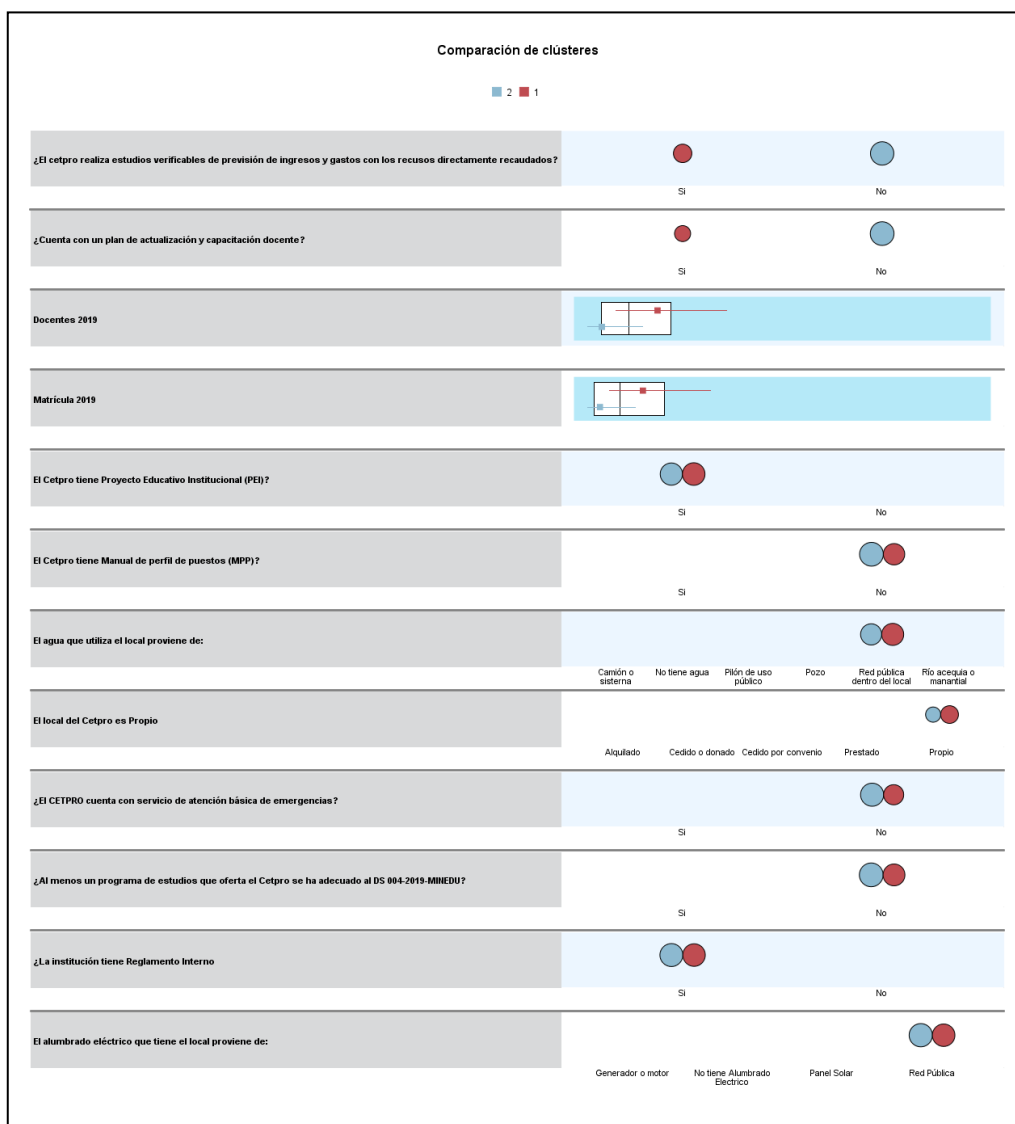 Comparación de clústeres
2 1
¿El cetpro realiza estudios verificables de previsión de ingresos y gastos con los recusos directamente recaudados?
Si No
¿Cuenta con un plan de actualización y capacitación docente?
Si No
Docentes 2019
Matrícula 2019
El Cetpro tiene Proyecto Educativo Institucional (PEI)?
Si No
El Cetpro tiene Manual de perfil de puestos (MPP)?
Si No
El agua que utiliza el local proviene de:
Camión o sisterna No tiene agua Pilón de uso público Pozo Red pública dentro del local Río acequia o manantial
El local del Cetpro es Propio
Alquilado Cedido o donado Cedido por convenio Prestado Propio
¿El CETPRO cuenta con servicio de atención básica de emergencias?
Si No
¿Al menos un programa de estudios que oferta el Cetpro se ha adecuado al DS 004-2019-MINEDU?
Si No
¿La institución tiene Reglamento Interno
Si No
El alumbrado eléctrico que tiene el local proviene de:
Generador o motor No tiene Alumbrado Electrico Panel Solar Red Pública